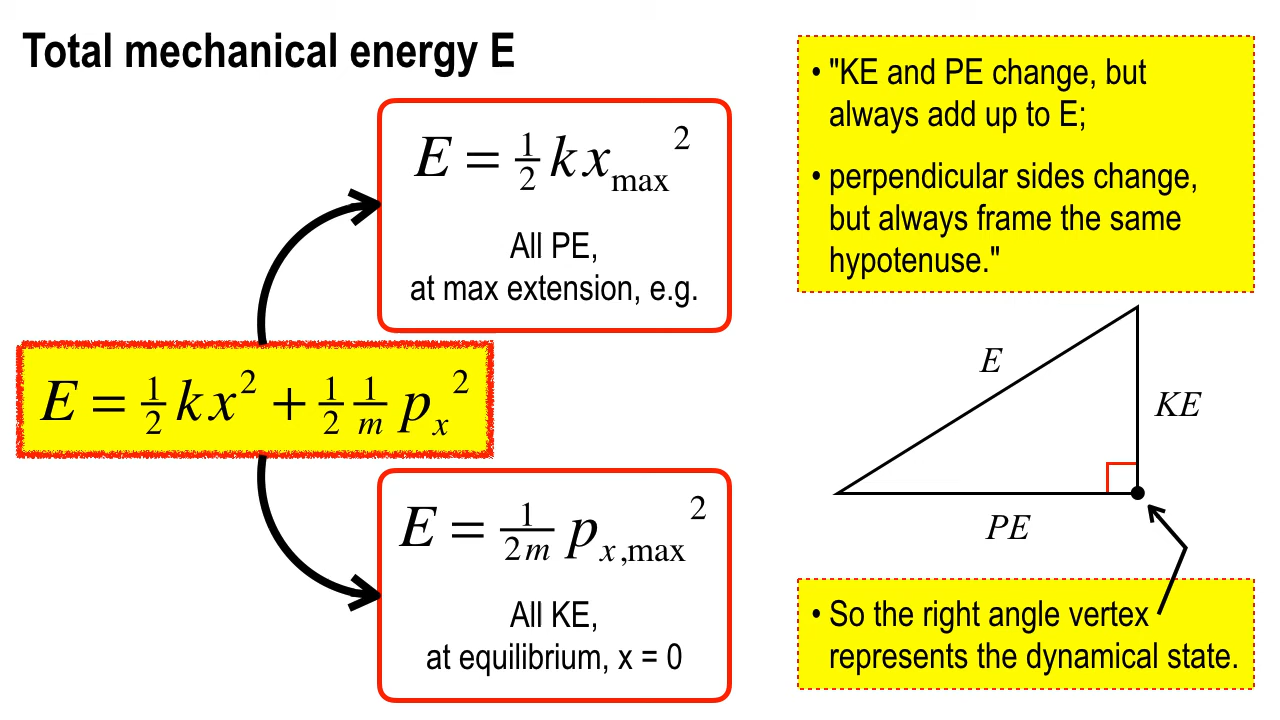 Total mechanical energy E
E = ½ k x_max²
All PE,
at max extension, e.g.
E = ½ k x² + ½ 1/m p_x²
E = 1/2m p_x,max²
All KE,
at equilibrium, x = 0
• "KE and PE change, but
always add up to E;
• perpendicular sides change,
but always frame the same
hypotenuse."
E
KE
PE
• So the right angle vertex
represents the dynamical state.